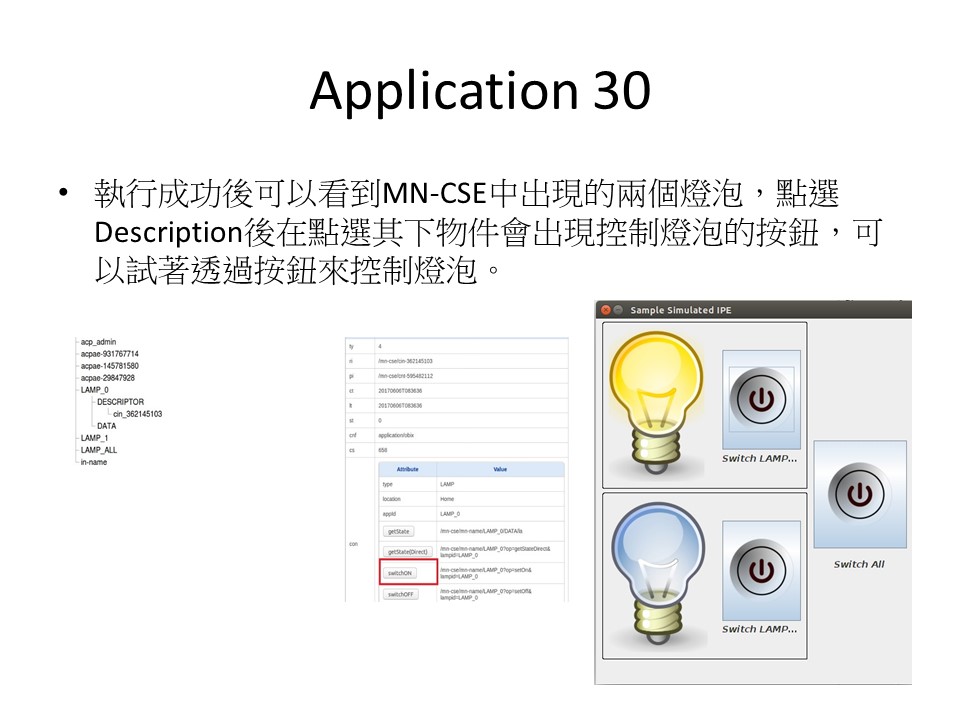 Application 30
• 執行成功後可以看到MN-CSE中出現的兩個燈泡，點選
Description後在點選其下物件會出現控制燈泡的按鈕，可
以試著透過按鈕來控制燈泡。
acp_admin
acpae-931767714
acpae-145781580
acpae-29847928
LAMP_0
DESCRIPTOR
cin_362145103
DATA
LAMP_1
LAMP_ALL
in-name
ty 4
ri /mn-cse/cin-362145103
pi /mn-cse/cnt-595482112
ct 20170606T083636
lt 20170606T083636
st 0
cnf application/obix
cs 658
con
Attribute Value
type LAMP
location Home
appId LAMP_0
getState /mn-cse/mn-name/LAMP_0/DATA/la
getState(Direct) /mn-cse/mn-name/LAMP_0?op=getStateDirect&
lampid=LAMP_0
switchON /mn-cse/mn-name/LAMP_0?op=setOn&
lampid=LAMP_0
switchOFF /mn-cse/mn-name/LAMP_0?op=setOff&
lampid=LAMP_0
Sample Simulated IPE
Switch LAMP...
Switch All
Switch LAMP...